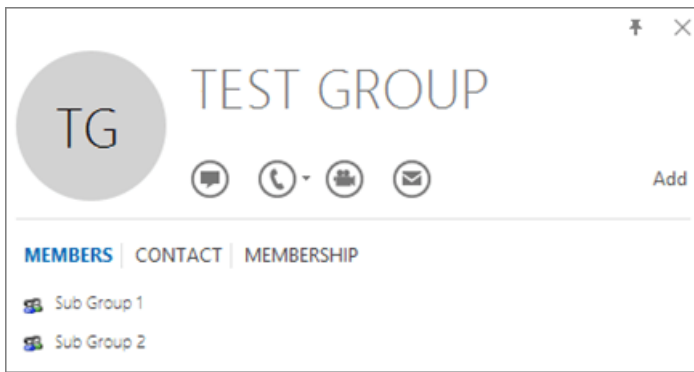 TG
TEST GROUP
Add
MEMBERS CONTACT MEMBERSHIP
Sub Group 1
Sub Group 2